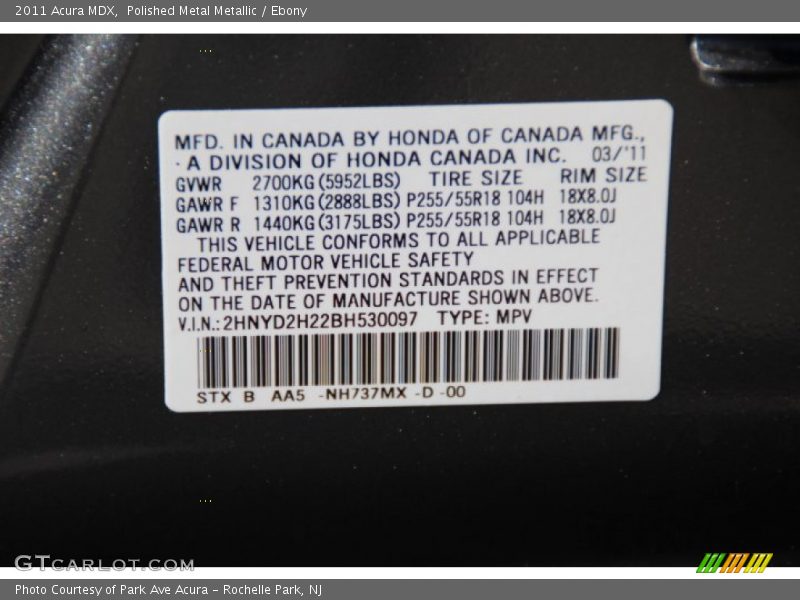 2011 Acura MDX, Polished Metal Metallic / Ebony
MFD. IN CANADA BY HONDA OF CANADA MFG.,
A DIVISION OF HONDA CANADA INC. 03/'11
GVWR 2700KG(5952LBS) TIRE SIZE RIM SIZE
GAWR F 1310KG(2888LBS) P255/55R18 104H 18X8.0J
GAWR R 1440KG(3175LBS) P255/55R18 104H 18X8.0J
THIS VEHICLE CONFORMS TO ALL APPLICABLE
FEDERAL MOTOR VEHICLE SAFETY
AND THEFT PREVENTION STANDARDS IN EFFECT
ON THE DATE OF MANUFACTURE SHOWN ABOVE.
V.I.N.:2HNYD2H22BH530097 TYPE: MPV
STX B AA5 -NH737MX -D -00
GTCARLOT.COM
Photo Courtesy of Park Ave Acura - Rochelle Park, NJ